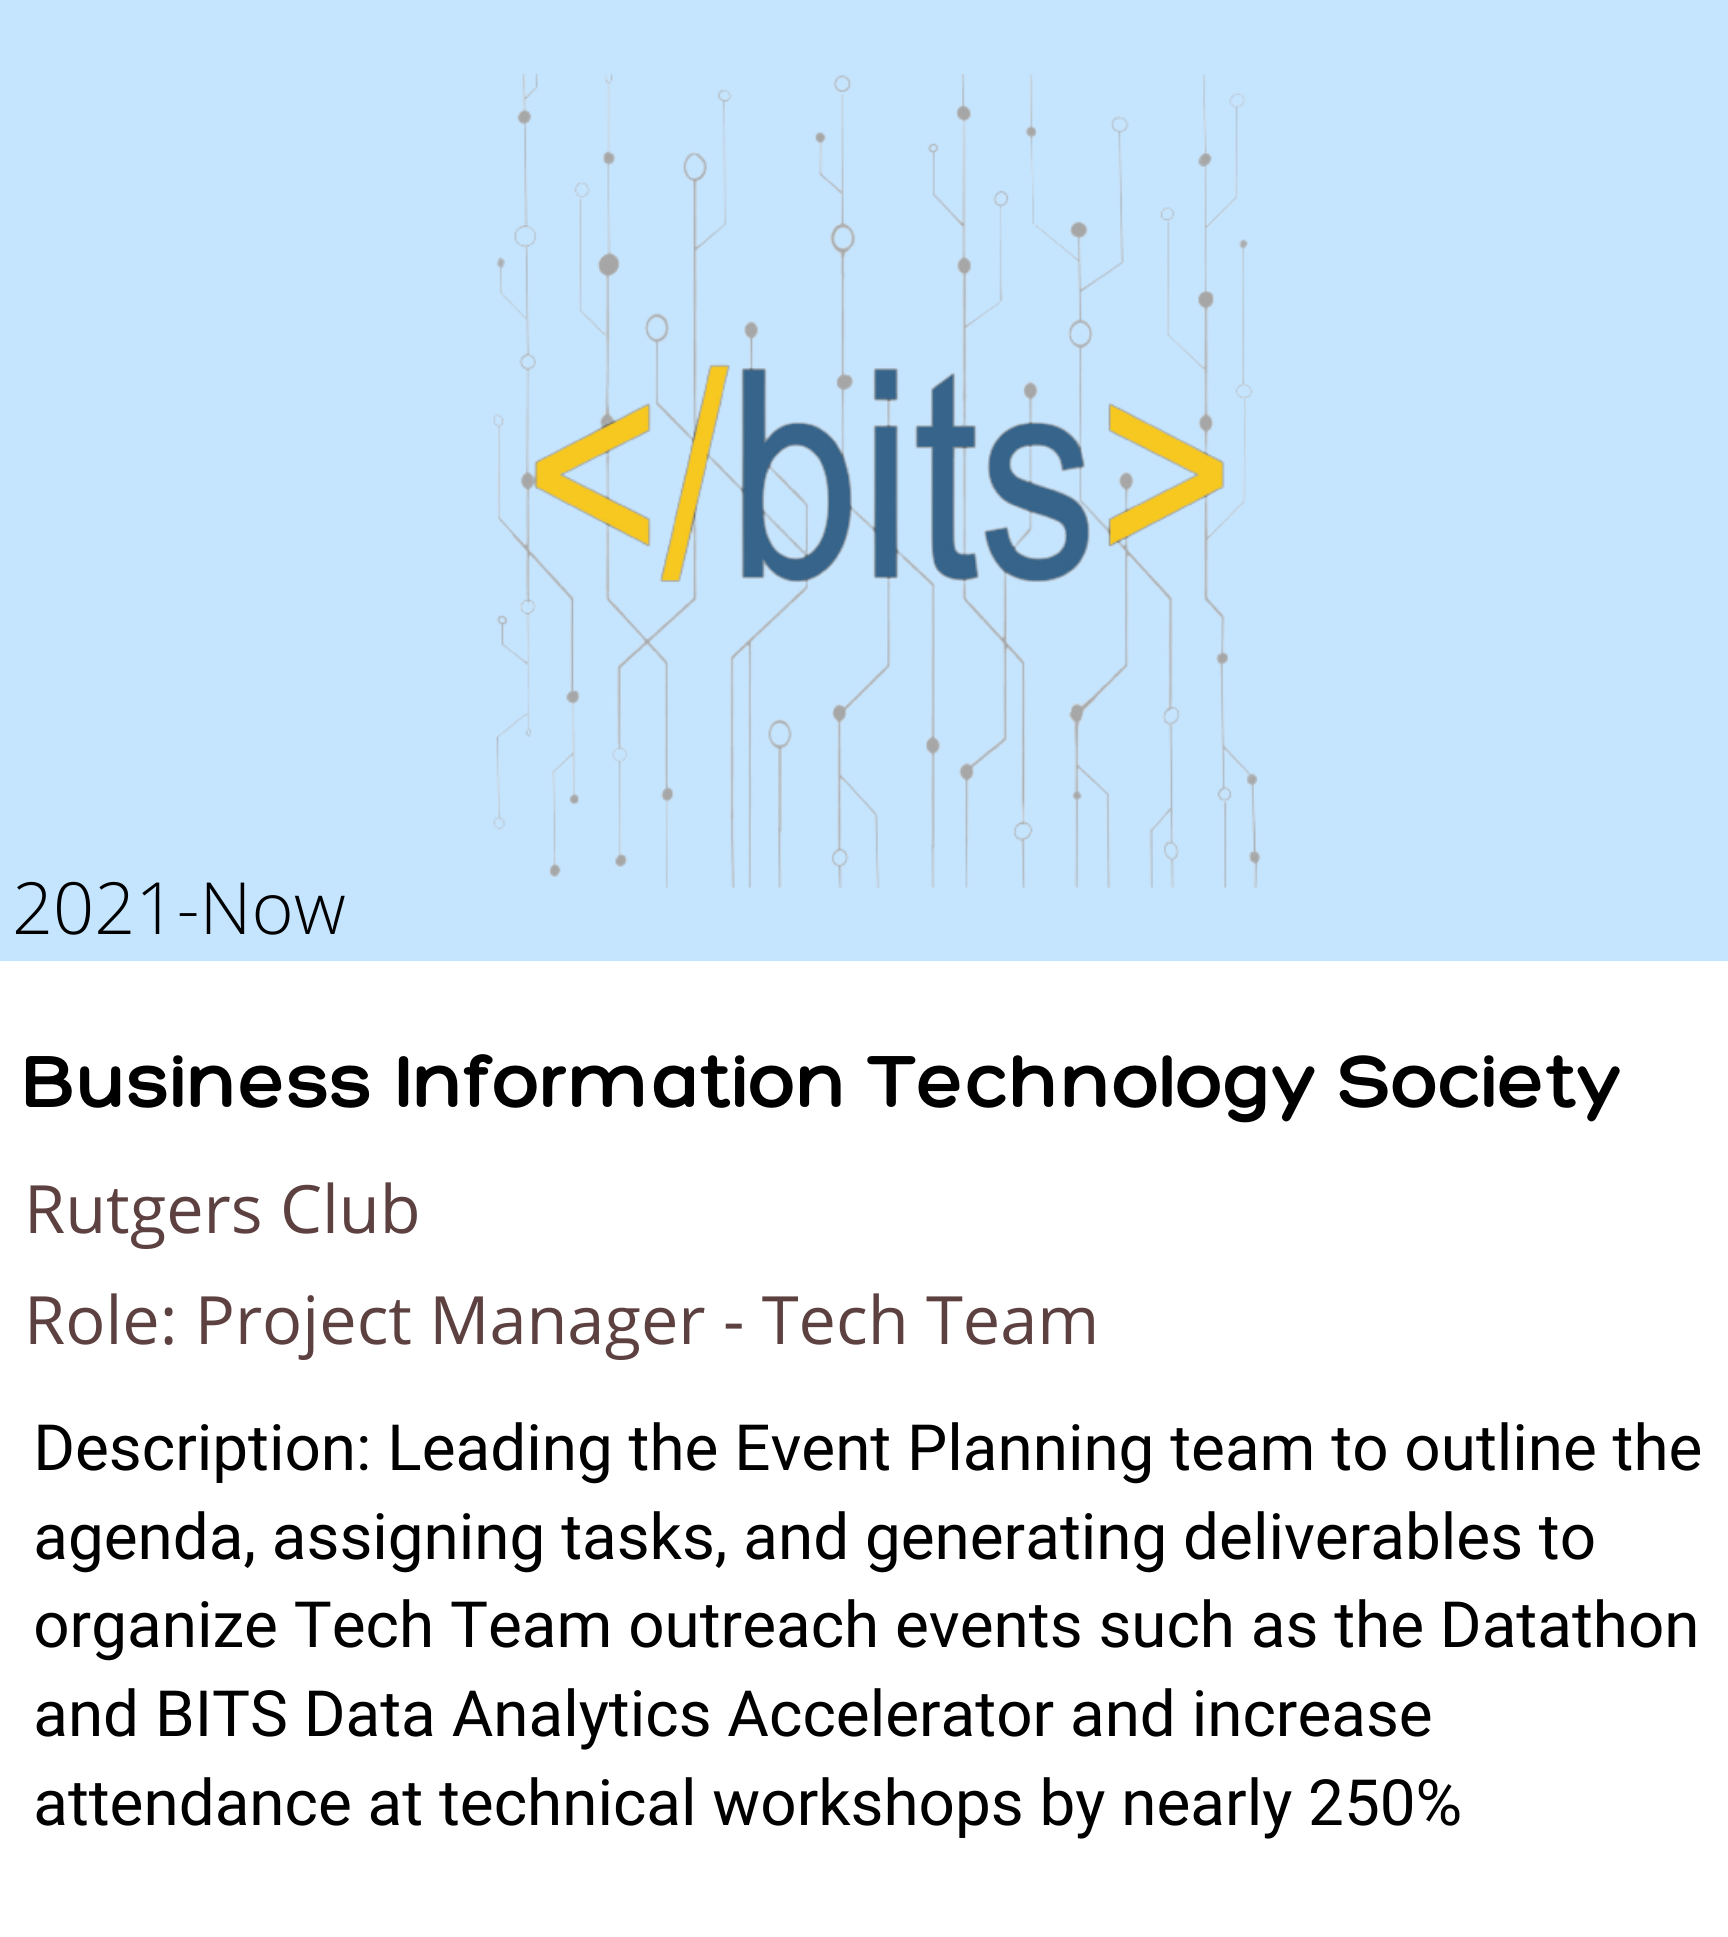 </bits>
2021-Now
Business Information Technology Society
Rutgers Club
Role: Project Manager - Tech Team
Description: Leading the Event Planning team to outline the
agenda, assigning tasks, and generating deliverables to
organize Tech Team outreach events such as the Datathon
and BITS Data Analytics Accelerator and increase
attendance at technical workshops by nearly 250%